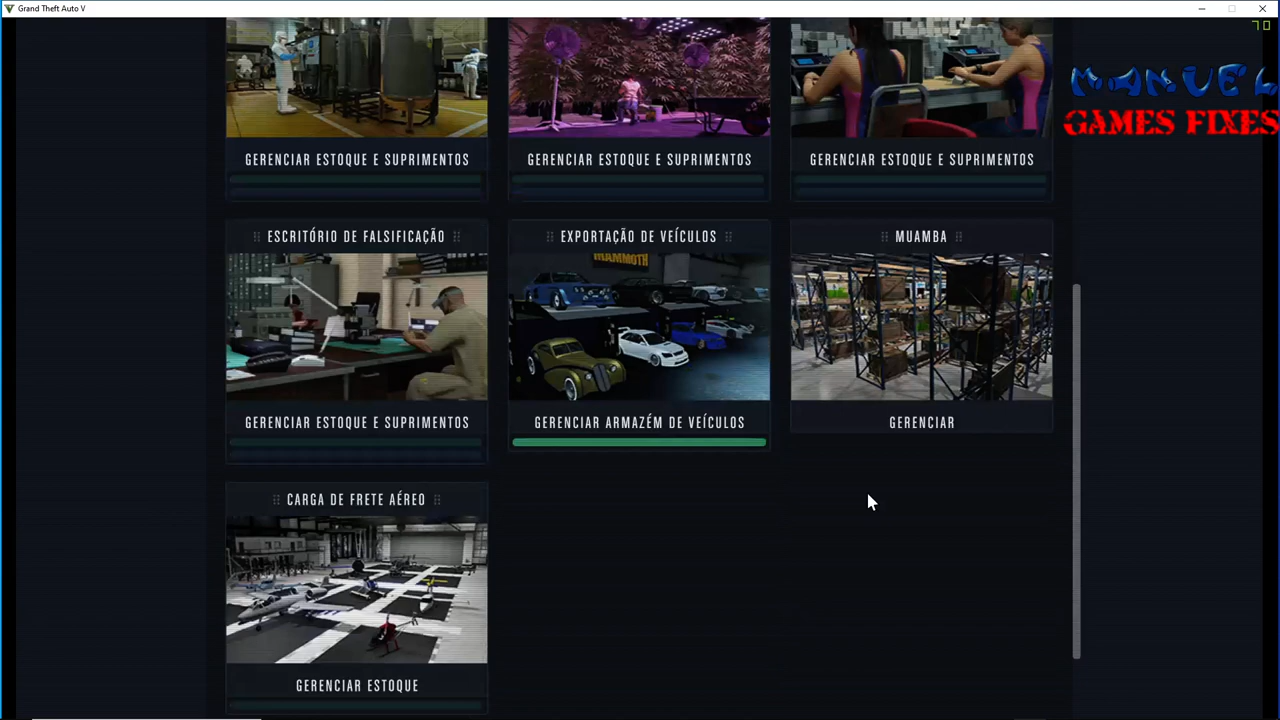 Grand Theft Auto V
70
MANUEL
GAMES FIXES
GERENCIAR ESTOQUE E SUPRIMENTOS
GERENCIAR ESTOQUE E SUPRIMENTOS
GERENCIAR ESTOQUE E SUPRIMENTOS
ESCRITÓRIO DE FALSIFICAÇÃO
EXPORTAÇÃO DE VEÍCULOS
MUAMBA
MAMMOTH
GERENCIAR ESTOQUE E SUPRIMENTOS
GERENCIAR ARMAZÉM DE VEÍCULOS
GERENCIAR
CARGA DE FRETE AÉREO
GERENCIAR ESTOQUE